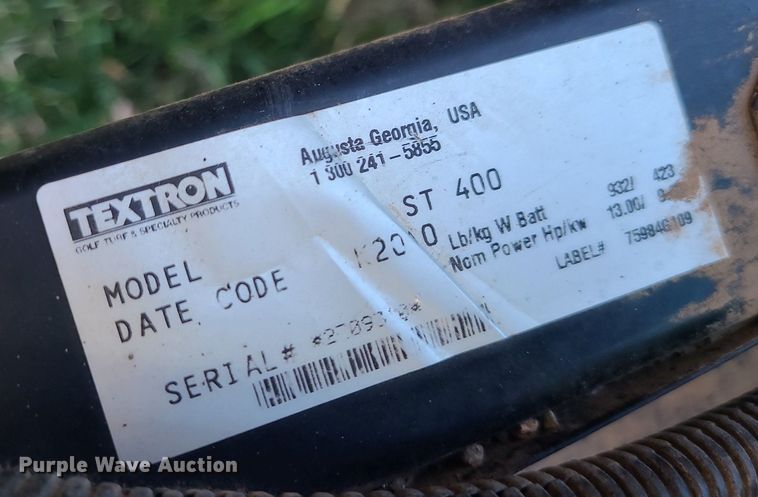 TEXTRON
GOLF TURF & SPECIALTY PRODUCTS
Augusta Georgia, USA
1 800 241-5855
MODEL ST 400
DATE CODE
Lb/kg W Batt 932/ 423
Nom Power Hp/kw 13.00/ 9
SERIAL#
LABEL#
Purple Wave Auction